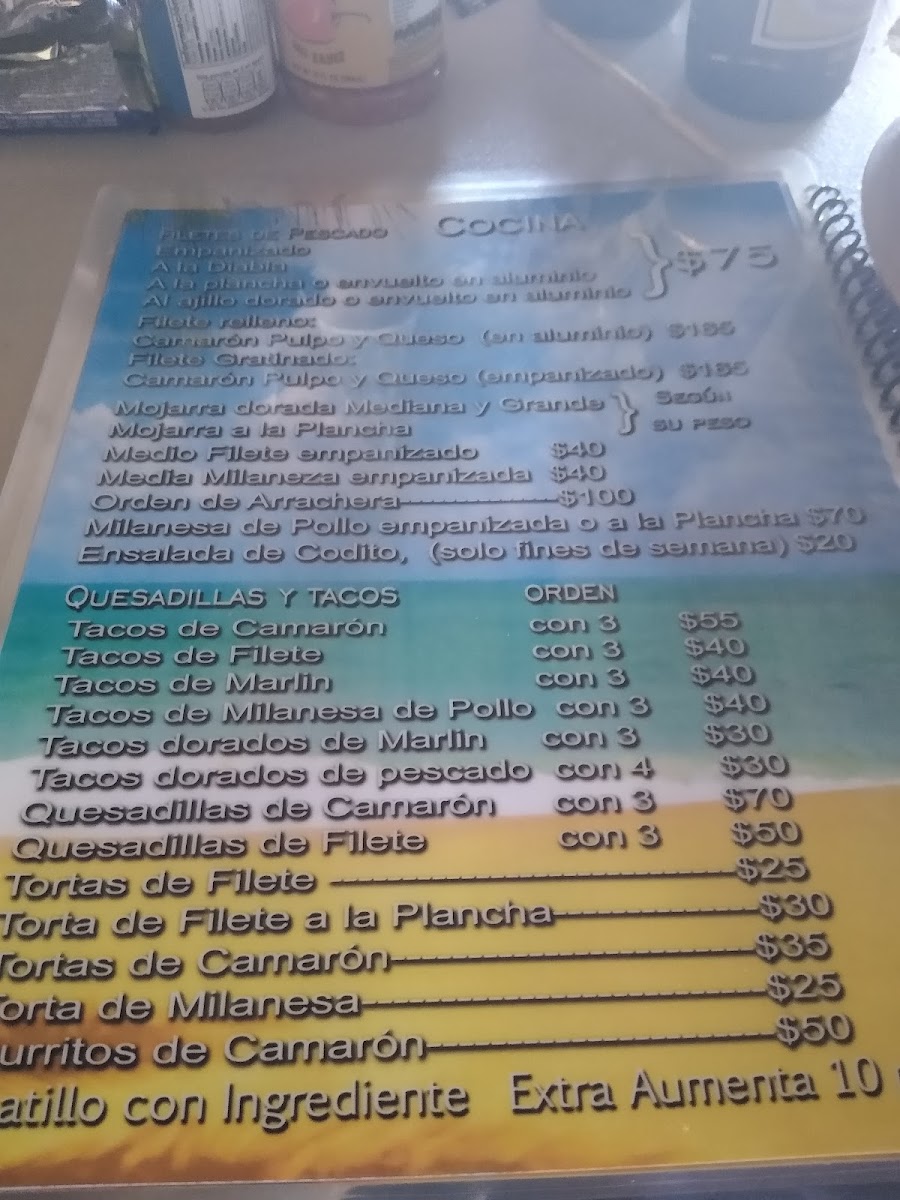 Cocina
Filetes de Pescado
Empanizado
A la Diabla
A la plancha o envuelto en aluminio
Al ajillo dorado o envuelto en aluminio
$75
Filete relleno:
Camarón Pulpo y Queso (en aluminio)
Filete Gratinado:
Camarón Pulpo y Queso (empanizado)
Mojarra dorada Mediana y Grande
Mojarra a la Plancha
Según
su peso
Medio Filete empanizado $40
Media Milaneza empanizada $40
Orden de Arrachera $100
Milanesa de Pollo empanizada o a la Plancha $70
Ensalada de Codito, (solo fines de semana) $20
Quesadillas y tacos orden
Tacos de Camarón con 3 $55
Tacos de Filete con 3 $40
Tacos de Marlin con 3 $40
Tacos de Milanesa de Pollo con 3 $40
Tacos dorados de Marlin con 3 $30
Tacos dorados de pescado con 4 $30
Quesadillas de Camarón con 3 $70
Quesadillas de Filete con 3 $50
Tortas de Filete $25
Torta de Filete a la Plancha $30
Tortas de Camarón $35
Torta de Milanesa $25
urritos de Camarón $50
atillo con Ingrediente Extra Aumenta 10